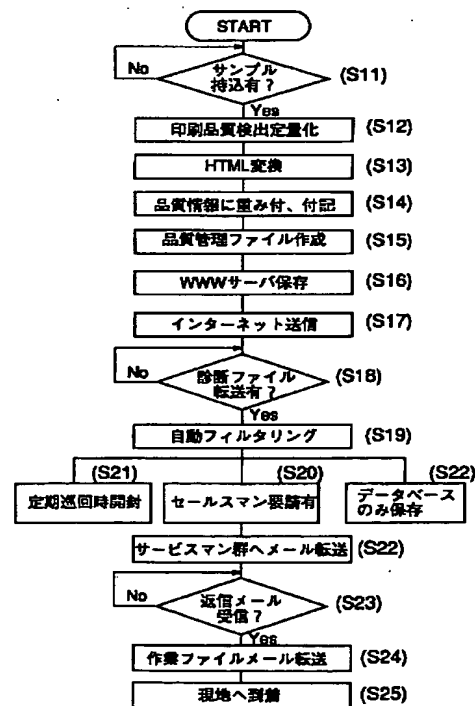 START
No
サンプル
持込有?
(S11)
Yes
印刷品質検出定量化
(S12)
HTML変換
(S13)
品質情報に重み付、付記
(S14)
品質管理ファイル作成
(S15)
WWWサーバ保存
(S16)
インターネット送信
(S17)
No
診断ファイル
転送有?
(S18)
Yes
自動フィルタリング
(S19)
(S21)
定期巡回時開封
(S20)
セールスマン要請有
(S22)
データベース
のみ保存
サービスマン群へメール転送
(S22)
No
返信メール
受信?
(S23)
Yes
作業ファイルメール転送
(S24)
現地へ到着
(S25)